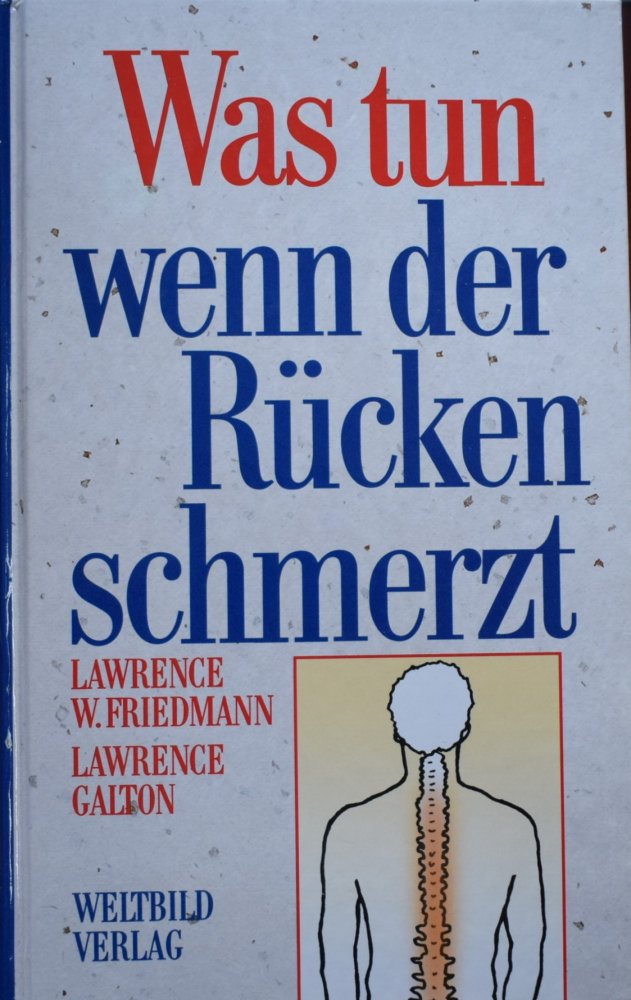 Was tun
wenn der
Rücken
schmerzt
LAWRENCE
W. FRIEDMANN
LAWRENCE
GALTON
WELTBILD
VERLAG